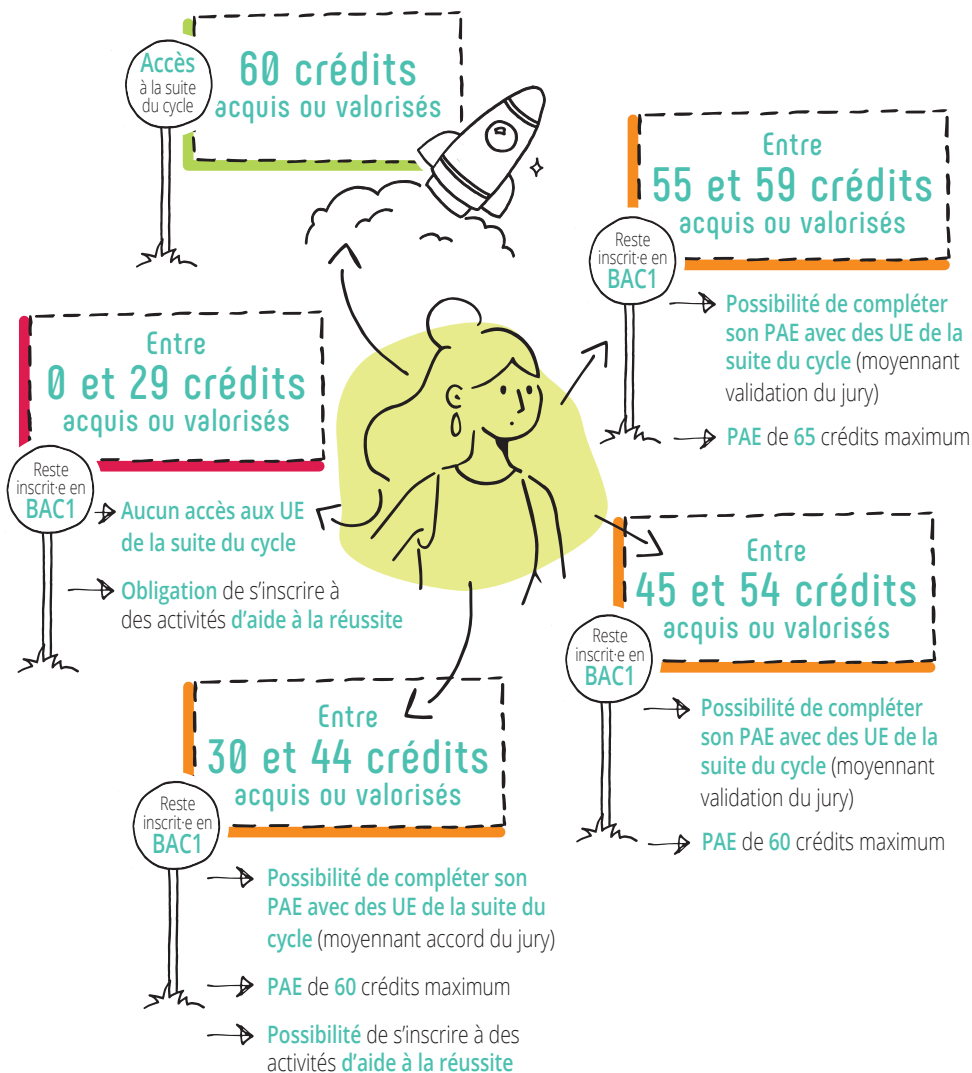 Accès
à la suite
du cycle
60 crédits
acquis ou valorisés
Entre
55 et 59 crédits
acquis ou valorisés
Reste
inscrit·e en
BAC1
Possibilité de compléter
son PAE avec des UE de la
suite du cycle (moyennant
validation du jury)
PAE de 65 crédits maximum
Entre
0 et 29 crédits
acquis ou valorisés
Reste
inscrit·e en
BAC1
Aucun accès aux UE
de la suite du cycle
Obligation de s’inscrire à
des activités d’aide à la réussite
Entre
45 et 54 crédits
acquis ou valorisés
Reste
inscrit·e en
BAC1
Possibilité de compléter
son PAE avec des UE de la
suite du cycle (moyennant
validation du jury)
PAE de 60 crédits maximum
Entre
30 et 44 crédits
acquis ou valorisés
Reste
inscrit·e en
BAC1
Possibilité de compléter son
PAE avec des UE de la suite du
cycle (moyennant accord du jury)
PAE de 60 crédits maximum
Possibilité de s’inscrire à des
activités d’aide à la réussite